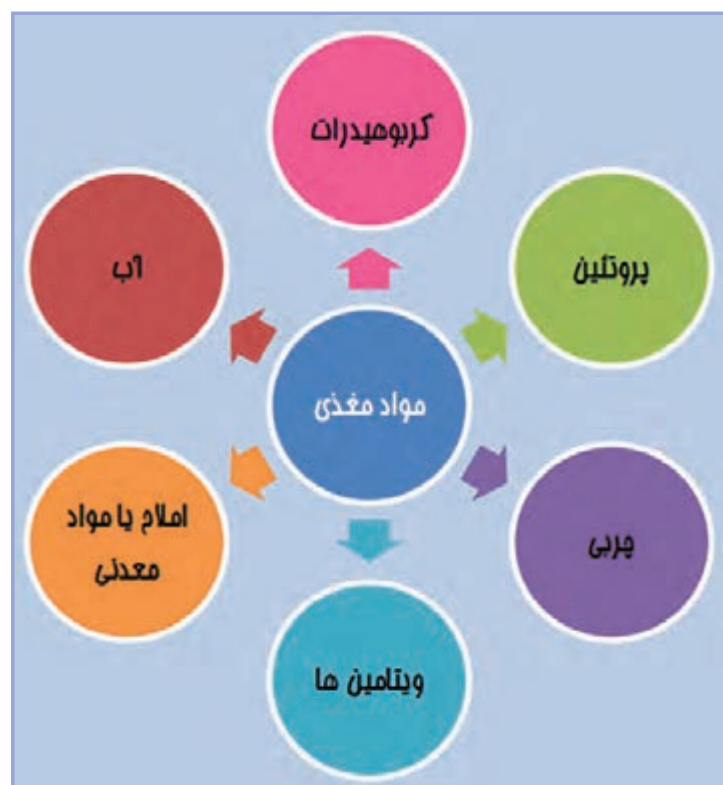 کربوهیدرات
پروتئین
آب
مواد مغذی
چربی
املاح یا مواد
معدنی
ویتامین ها